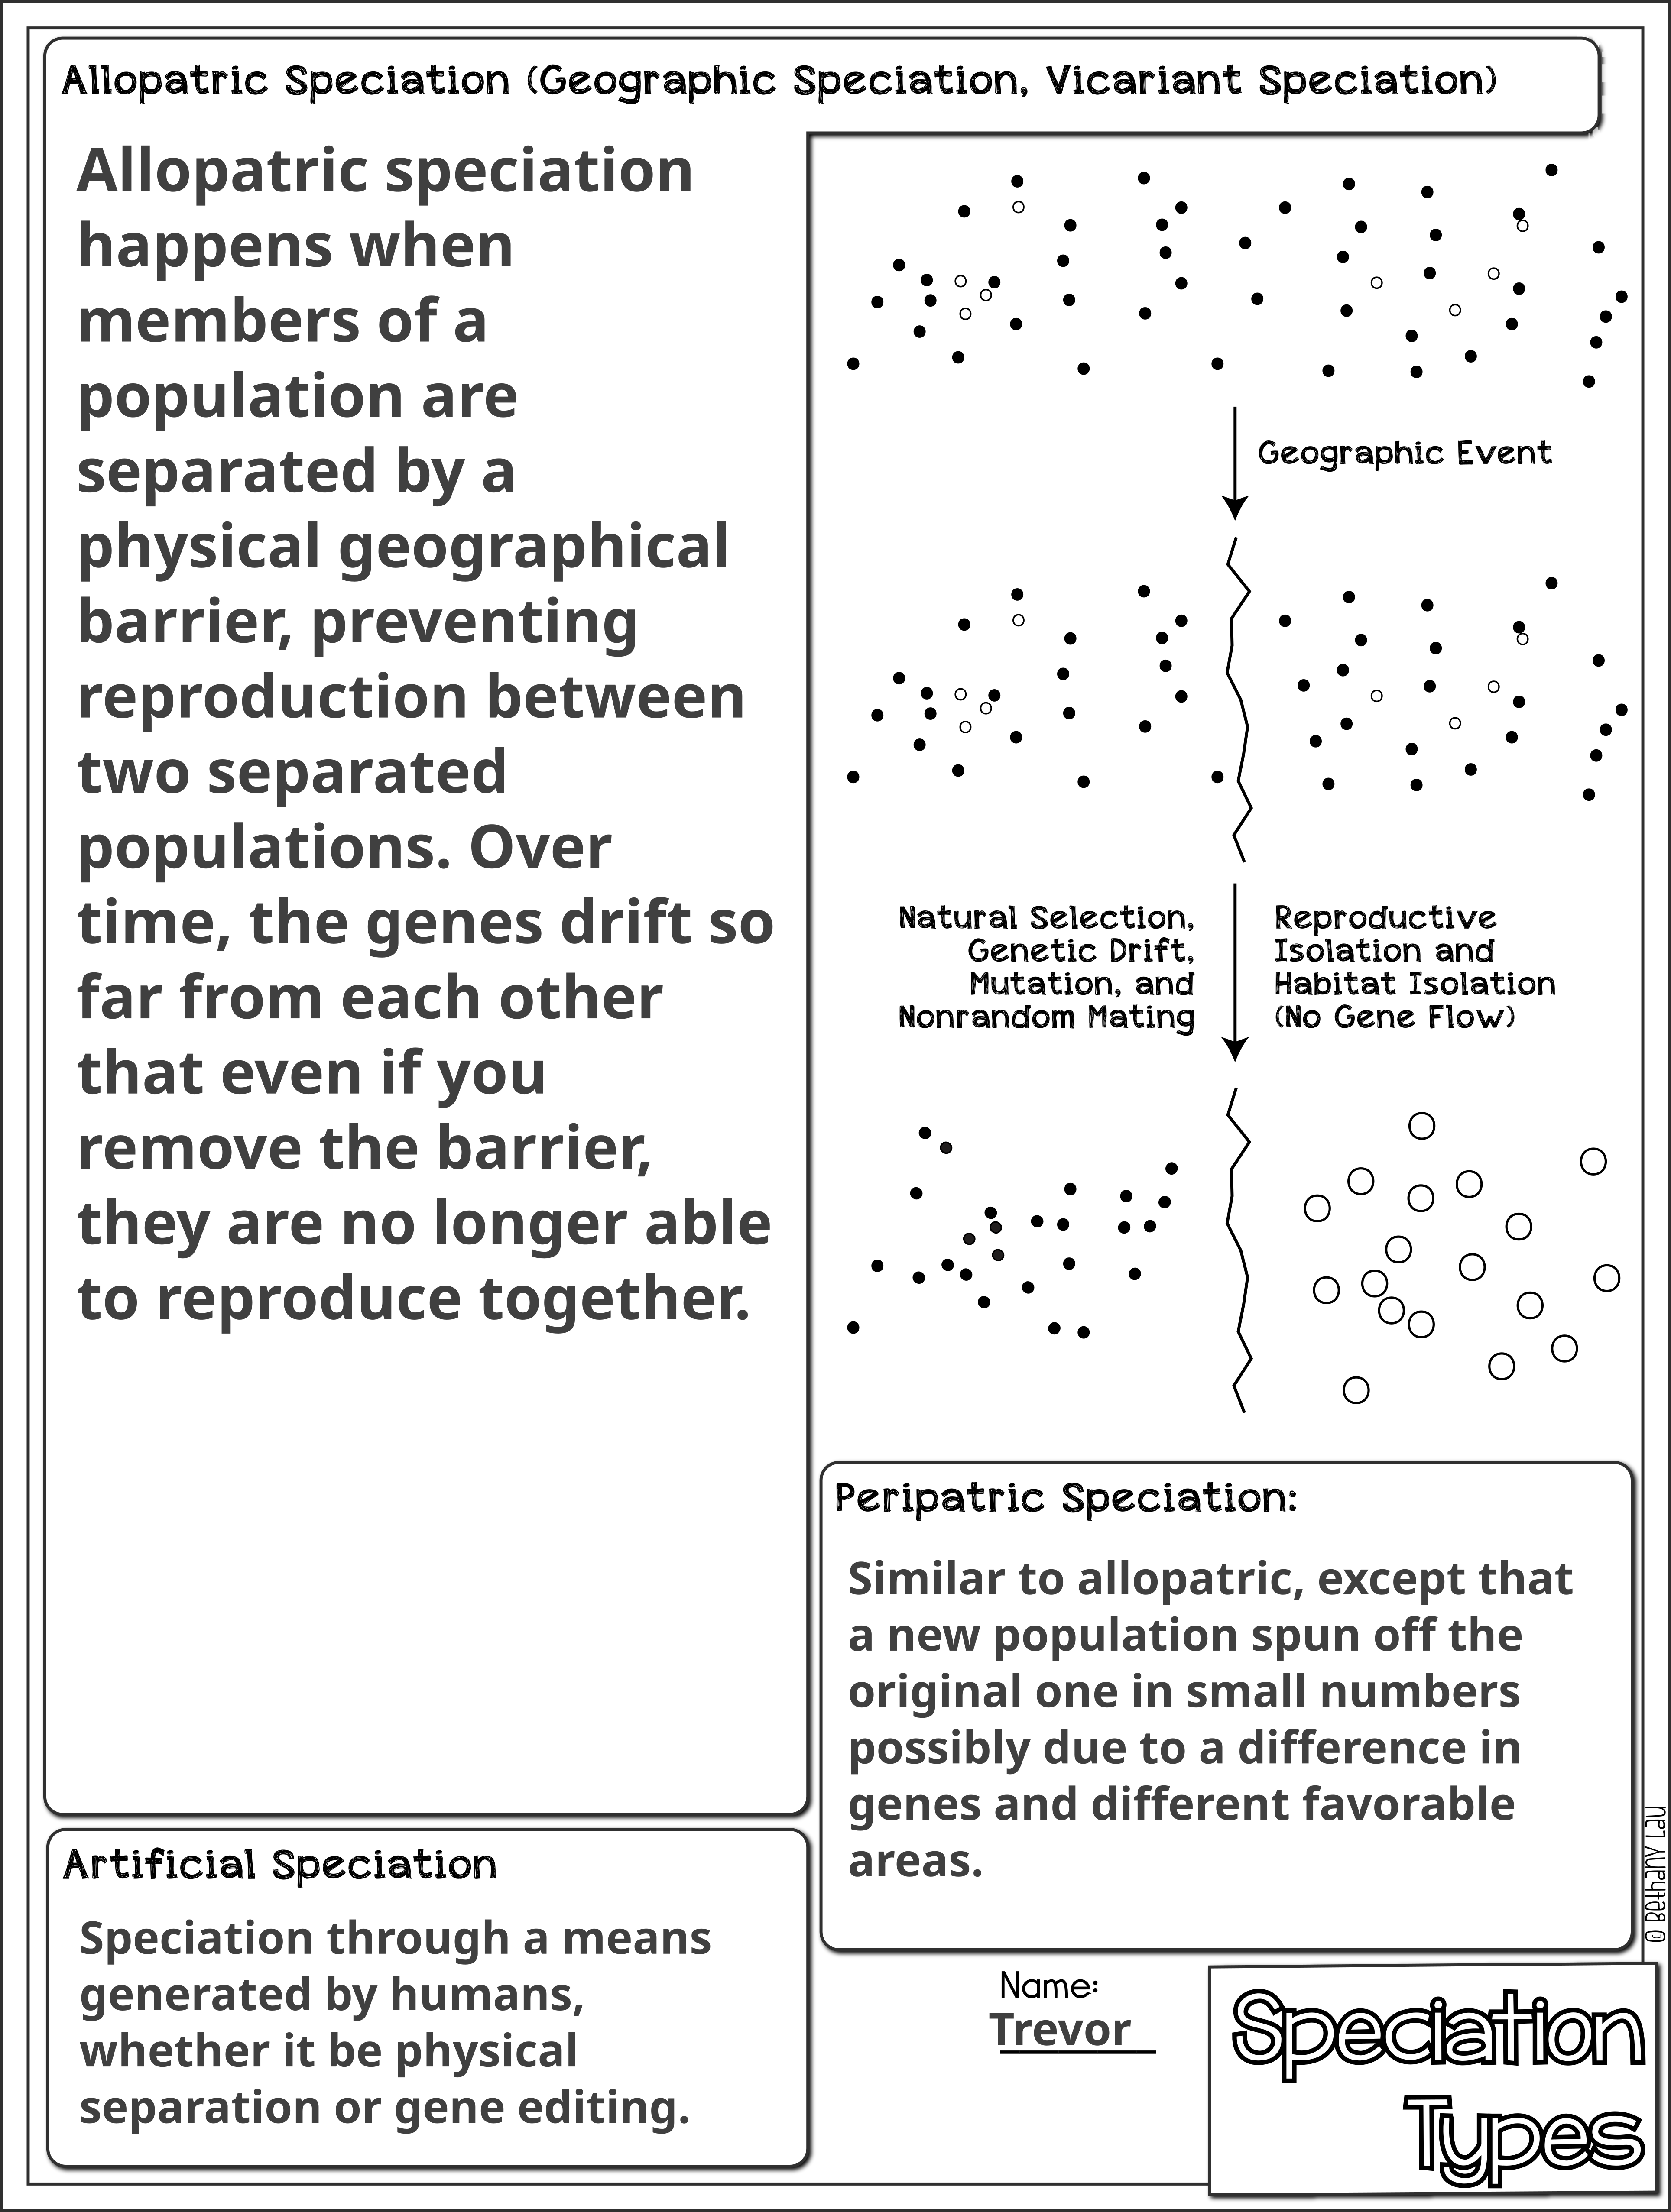 Allopatric Speciation (Geographic Speciation, Vicariant Speciation)
Allopatric speciation
happens when
members of a
population are
separated by a
physical geographical
barrier, preventing
reproduction between
two separated
populations. Over
time, the genes drift so
far from each other
that even if you
remove the barrier,
they are no longer able
to reproduce together.
Geographic Event
Natural Selection,
Genetic Drift,
Mutation, and
Nonrandom Mating
Reproductive
Isolation and
Habitat Isolation
(No Gene Flow)
Peripatric Speciation:
Similar to allopatric, except that
a new population spun off the
original one in small numbers
possibly due to a difference in
genes and different favorable
areas.
Artificial Speciation
Speciation through a means
generated by humans,
whether it be physical
separation or gene editing.
Name:
Trevor
Speciation
Types
© Bethany Lau